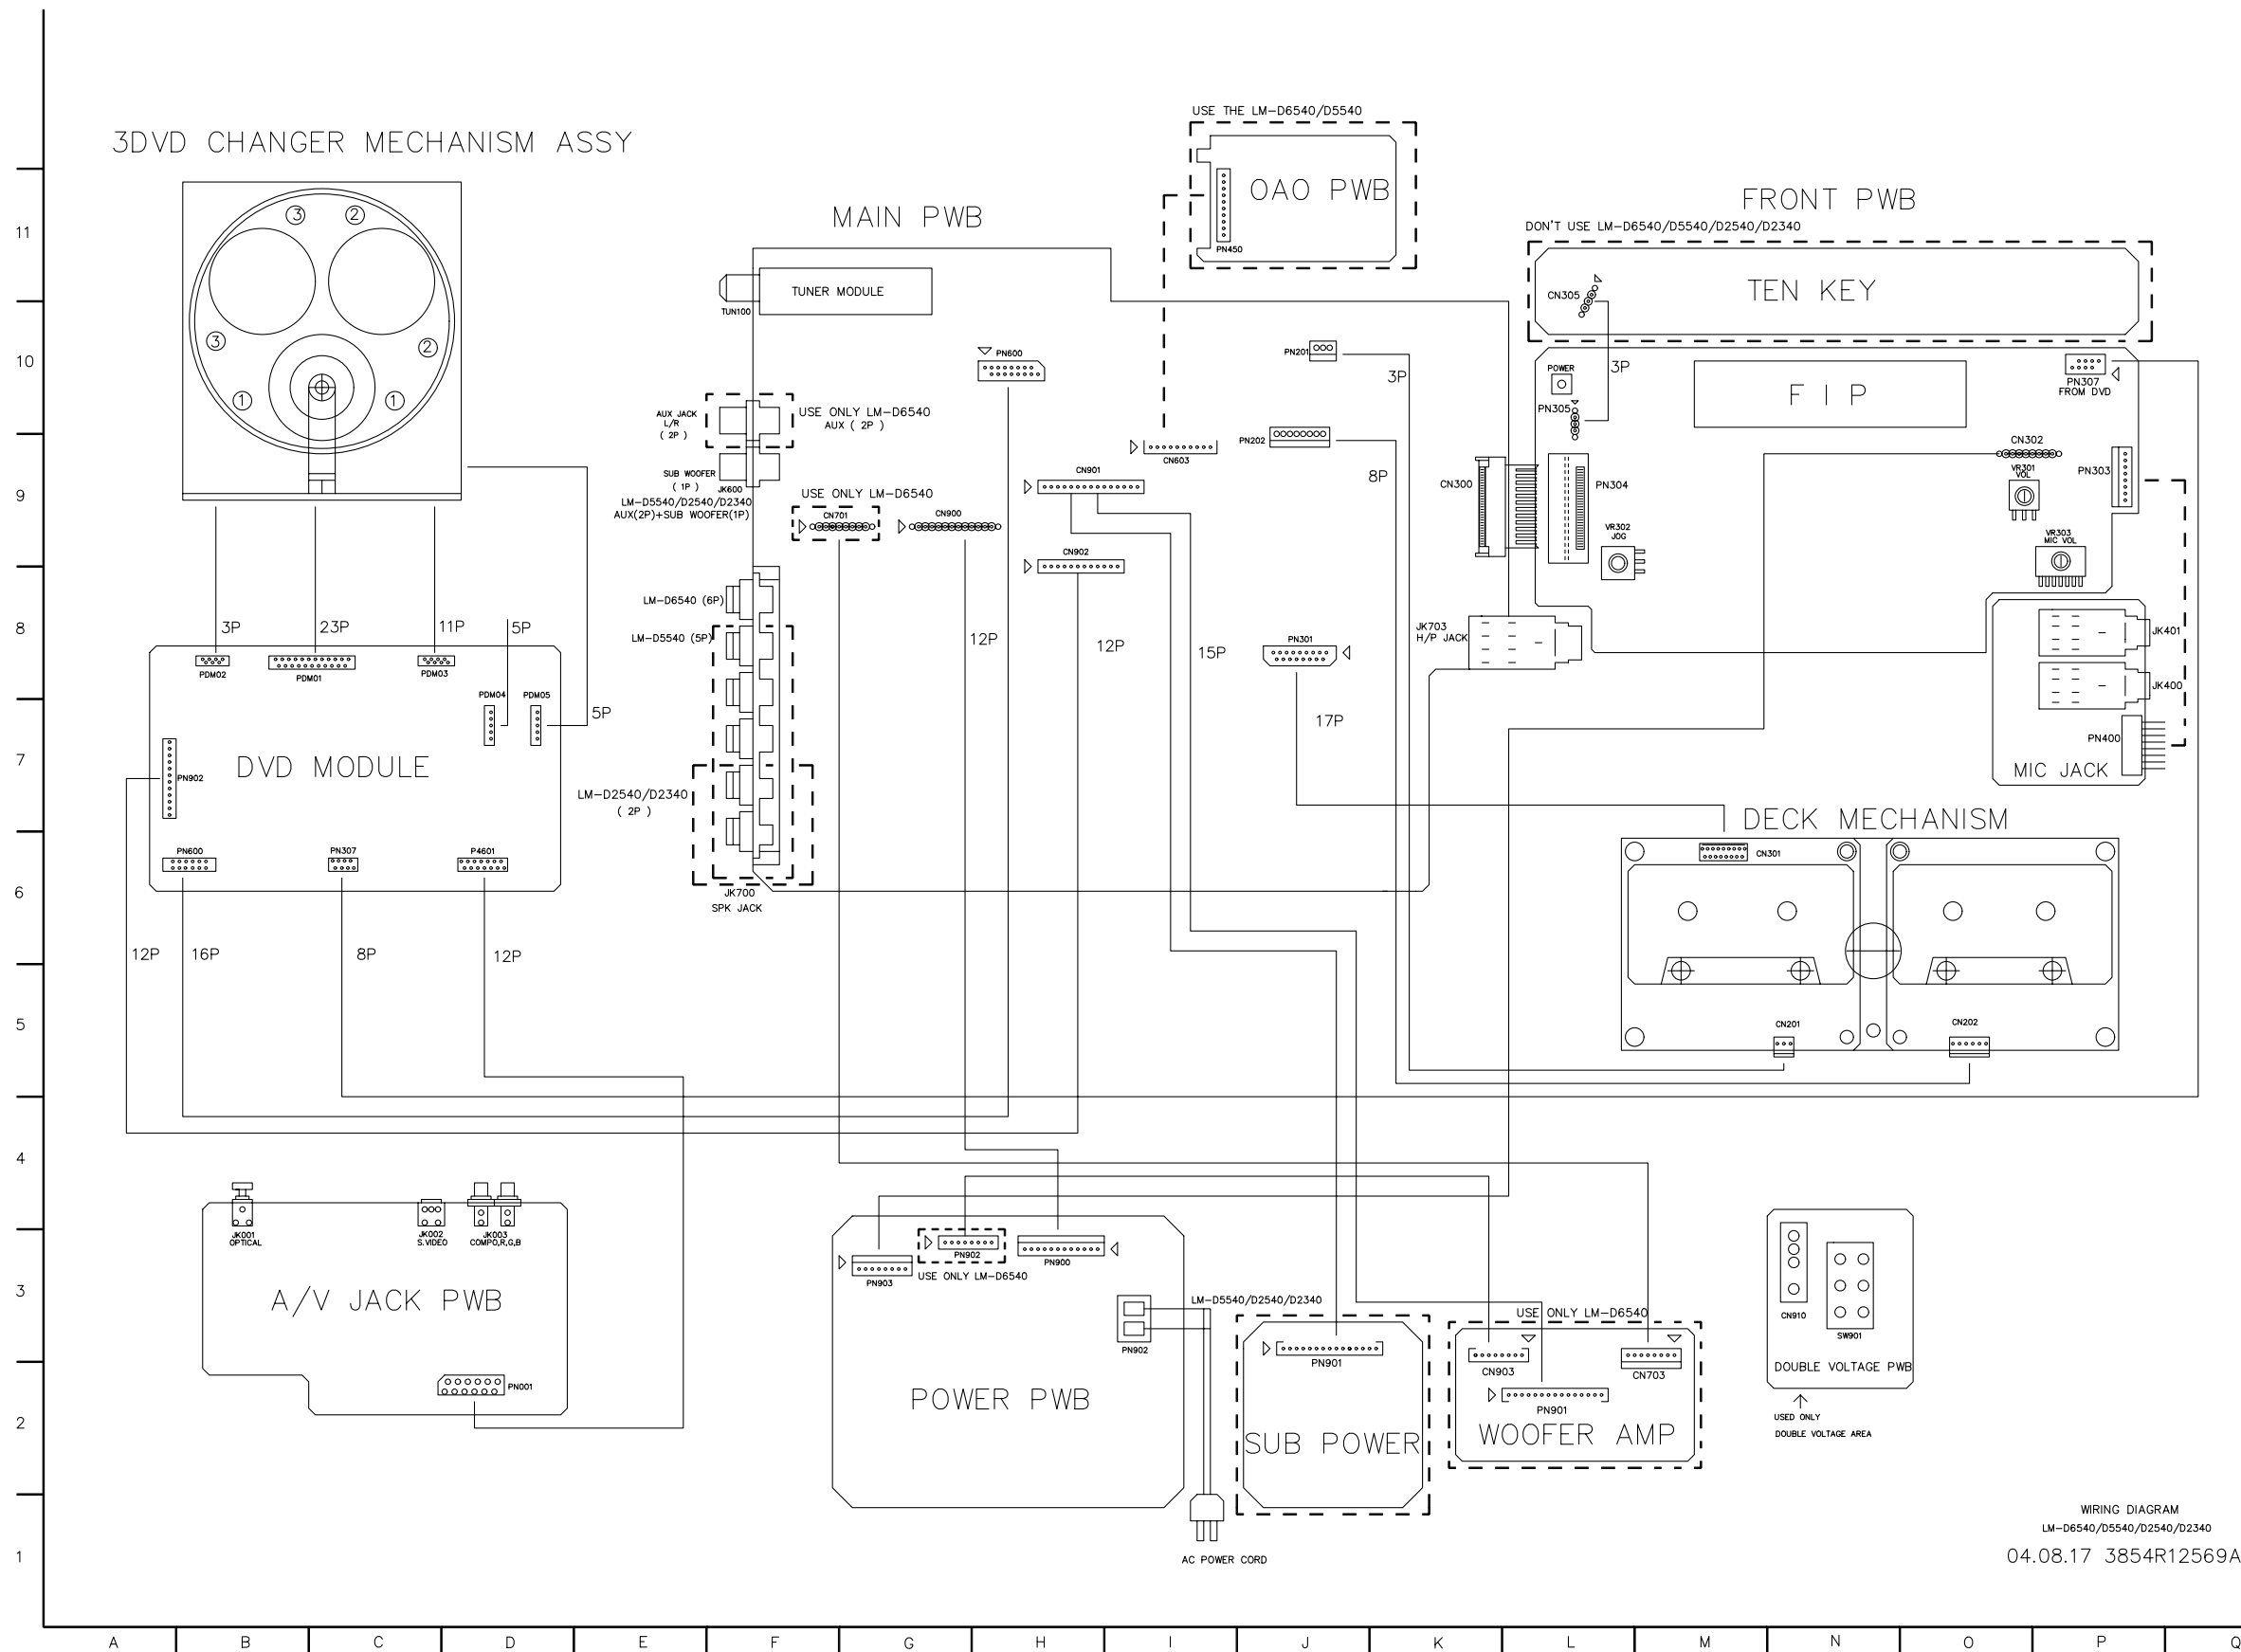 USE THE LM-D6540/D5540
3DVD CHANGER MECHANISM ASSY
OAO PWB
PN450
MAIN PWB
FRONT PWB
DON'T USE LM-D6540/D5540/D2540/D2340
TEN KEY
CN305
3P
TUNER MODULE
TUN100
3
2
3
2
1
1
PN600
PN201
3P
POWER
PN305
F I P
PN307
FROM DVD
AUX JACK
L/R
( 2P )
USE ONLY LM-D6540
AUX ( 2P )
SUB WOOFER
( 1P )
JK600
LM-D5540/D2540/D2340
AUX(2P)+SUB WOOFER(1P)
USE ONLY LM-D6540
CN701
CN900
CN901
CN902
CN603
PN202
8P
CN300
PN304
VR302
JOG
CN302
VR301
VOL
PN303
VR303
MIC VOL
LM-D6540 (6P)
LM-D5540 (5P)
12P
12P
15P
PN301
17P
JK703
H/P JACK
JK401
JK400
PN400
MIC JACK
3P
23P
11P
5P
PDM02
PDM01
PDM03
PDM04
PDM05
5P
PN902
DVD MODULE
PN600
PN307
P4601
LM-D2540/D2340
( 2P )
JK700
SPK JACK
DECK MECHANISM
CN301
CN201
CN202
12P
16P
8P
12P
JK001
OPTICAL
JK002
S.VIDEO
JK003
COMPO,R,G,B
A/V JACK PWB
PN001
PN903
PN902
USE ONLY LM-D6540
PN900
PN902
POWER PWB
AC POWER CORD
LM-D5540/D2540/D2340
PN901
SUB POWER
USE ONLY LM-D6540
CN903
CN703
PN901
WOOFER AMP
CN910
SW901
DOUBLE VOLTAGE PWB
USED ONLY
DOUBLE VOLTAGE AREA
WIRING DIAGRAM
LM-D6540/D5540/D2540/D2340
04.08.17 3854R12569A
11
10
9
8
7
6
5
4
3
2
1
A B C D E F G H I J K L M N O P Q